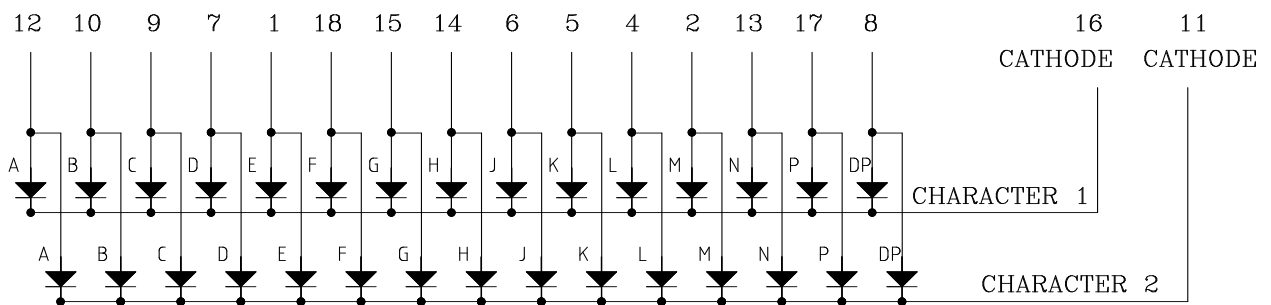 12 10 9 7 1 18 15 14 6 5 4 2 13 17 8 16 11
CATHODE CATHODE
A B C D E F G H J K L M N P DP
CHARACTER 1
A B C D E F G H J K L M N P DP
CHARACTER 2